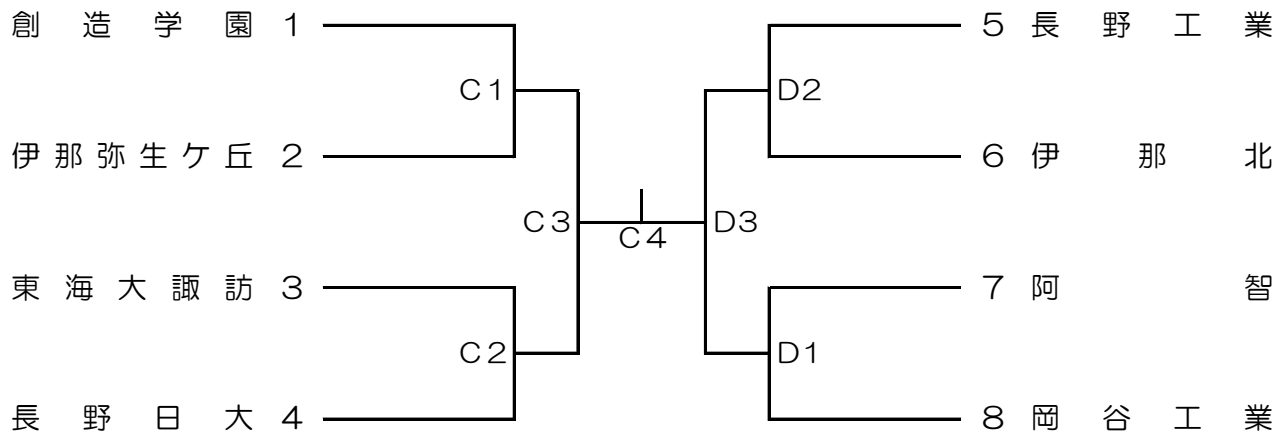 創造学園 1
C1
伊那弥生ケ丘 2
C3
東海大諏訪 3
C2
長野日大 4
C4
5 長野工業
D2
6 伊那北
D3
7 阿智
D1
8 岡谷工業